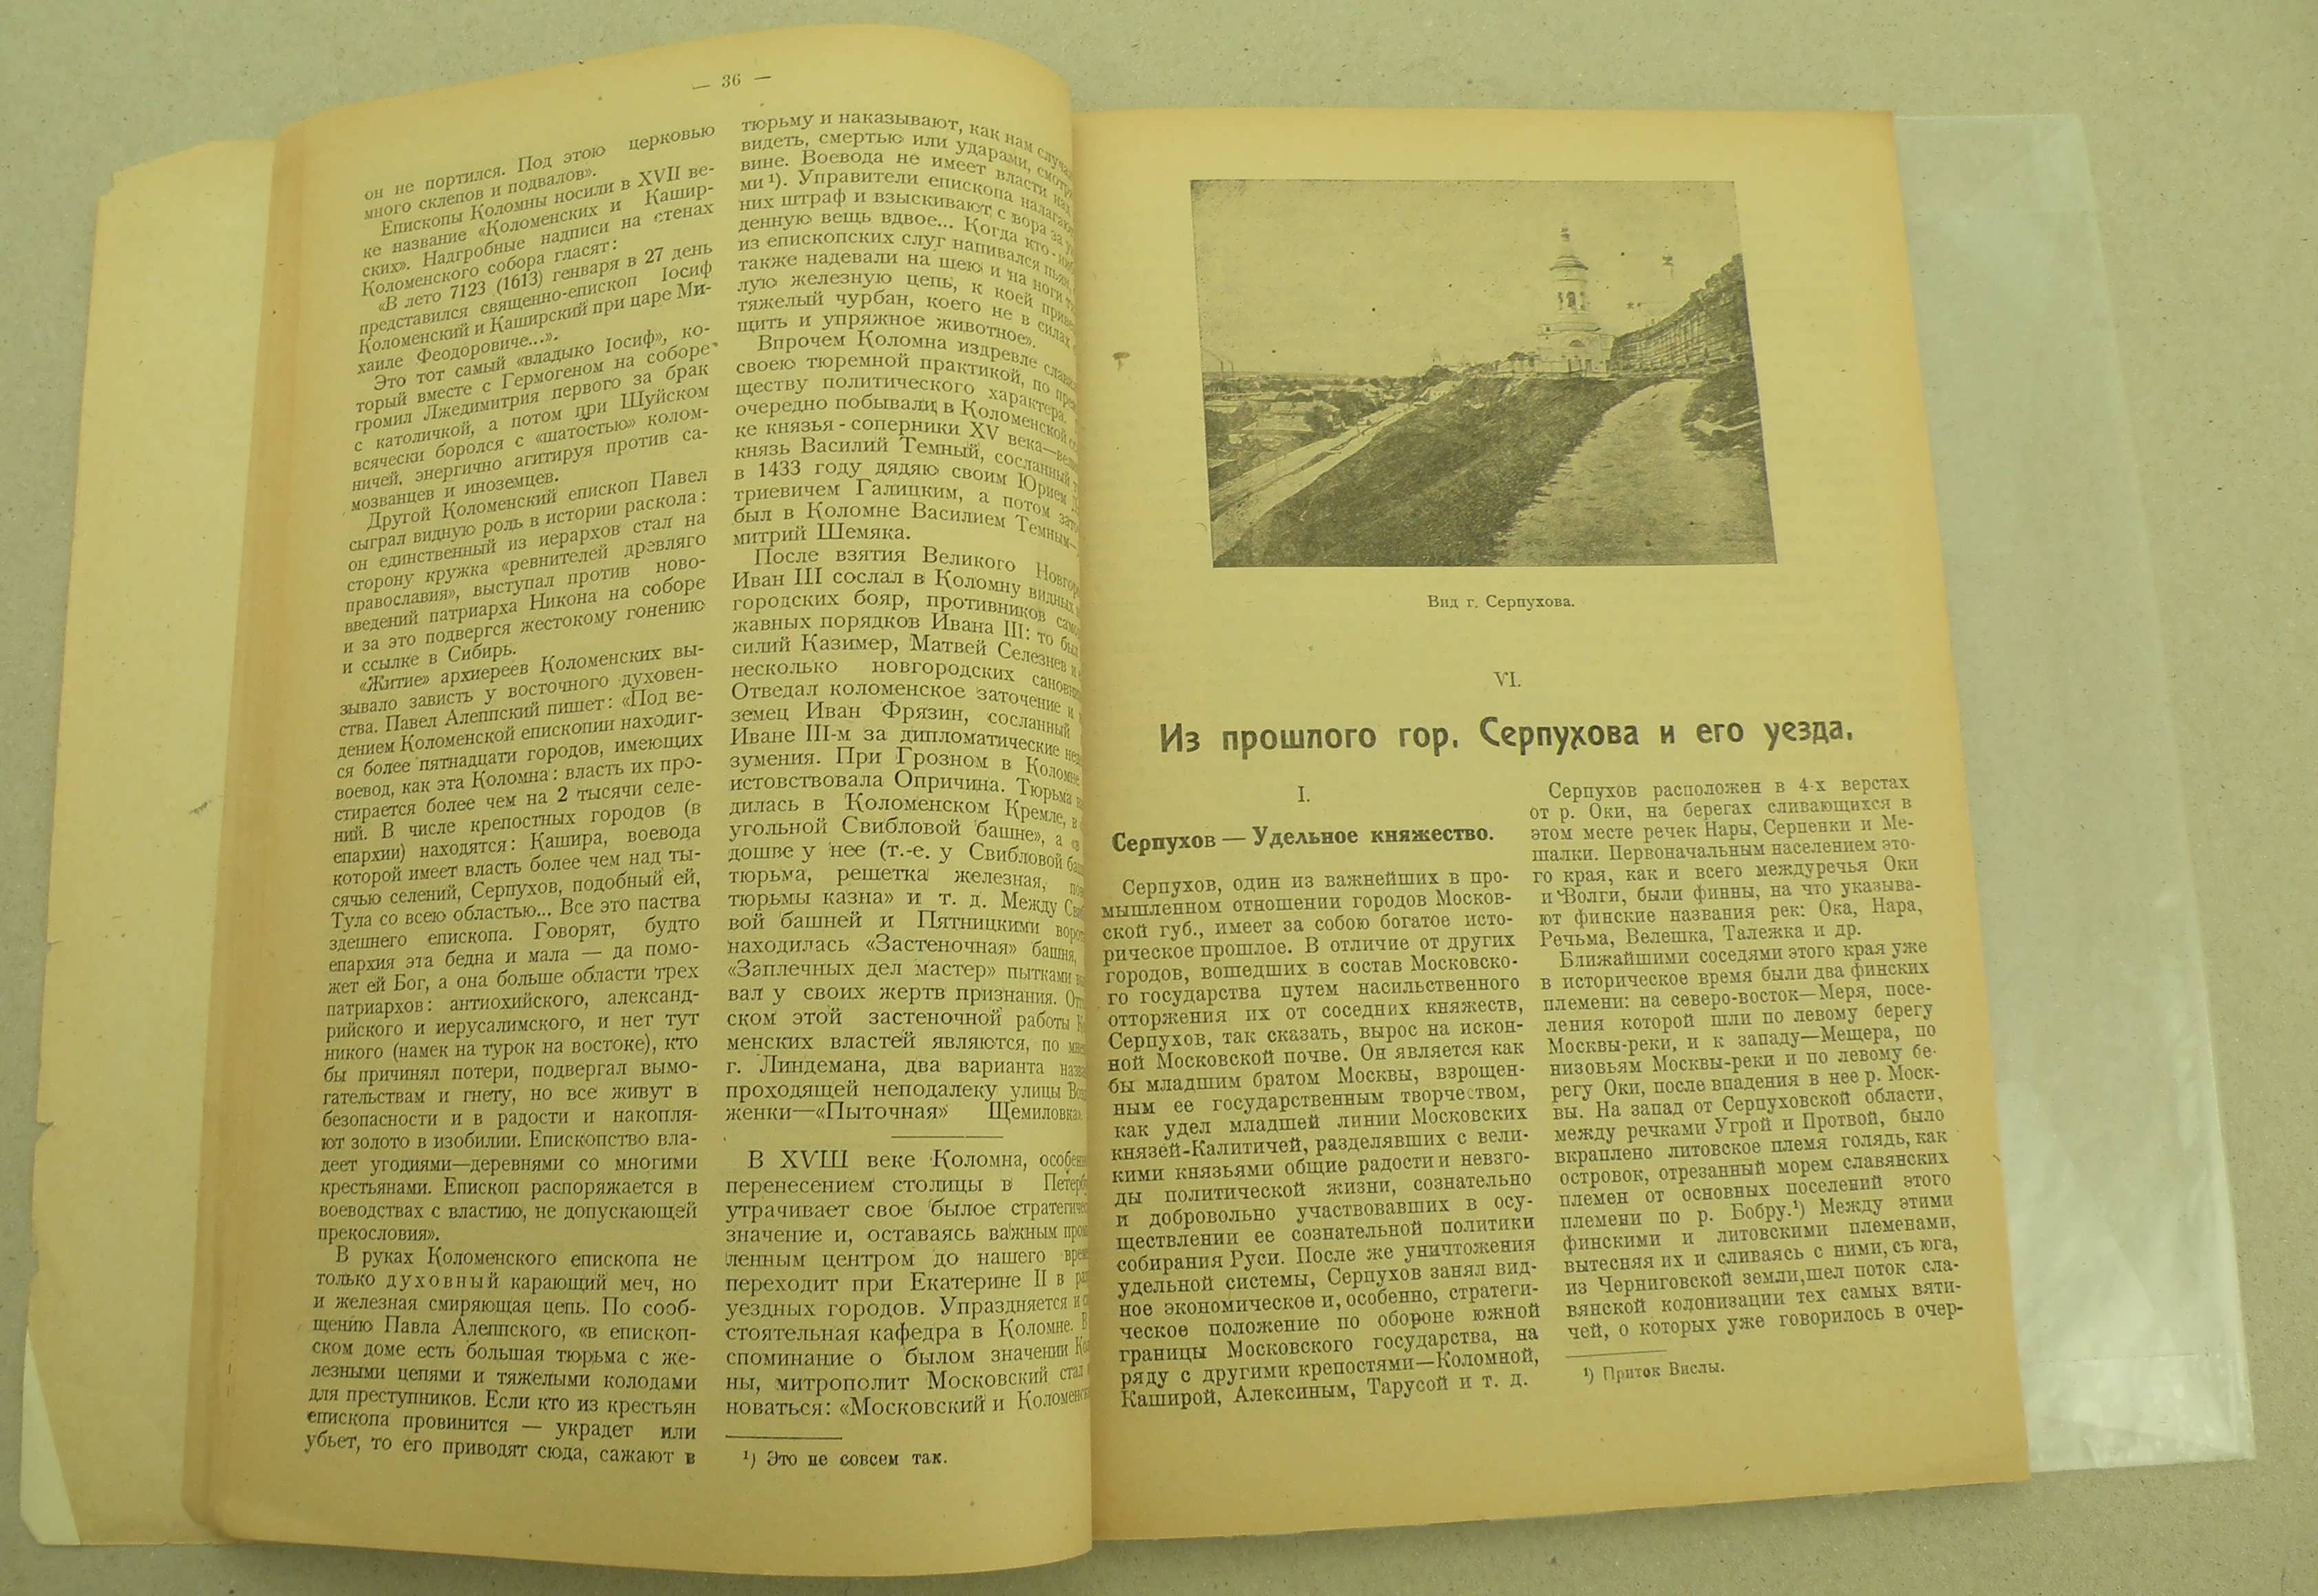 — 36 —
он не портился. Под этою церковью
много склепов и подвалов».
Епископы Коломны носили в XVII ве-
ке название «Коломенских и Кашир-
ских». Надгробные надписи на стенах
Коломенского собора гласят:
«В лето 7123 (1613) генваря в 27 день
представился священно-епископ Іосиф
Коломенский и Каширский при царе Ми-
хаиле Феодоровиче...».
Это тот самый «владыко Іосиф», ко-
торый вместе с Гермогеном на соборе
громил Лжедимитрия первого за брак
с католичкой, а потом при Шуйском
всячески боролся с «шатостью» колом-
ничей, энергично агитируя против са-
мозванцев и иноземцев.
Другой Коломенский епископ Павел
сыграл видную роль в истории раскола:
он единственный из иерархов стал на
сторону кружка «ревнителей древляго
православия», выступал против ново-
введений патриарха Никона на соборе
и за это подвергся жестокому гонению
и ссылке в Сибирь.
«Житие» архиереев Коломенских вы-
зывало зависть у восточного духовен-
ства. Павел Алеппский пишет: «Под ве-
дением Коломенской епископии находит-
ся более пятнадцати городов, имеющих
воевод, как эта Коломна: власть их про-
стирается более чем на 2 тысячи селе-
ний. В числе крепостных городов (в
епархии) находятся: Кашира, воевода
которой имеет власть более чем над ты-
сячью селений, Серпухов, подобный ей,
Тула со всею областью... Все это паства
здешнего епископа. Говорят, будто
епархия эта бедна и мала — да помо-
жет ей Бог, а она больше области трех
патриархов: антиохийского, александ-
рийского и иерусалимского, и нет тут
никого (намек на турок на востоке), кто
бы причинял потери, подвергал вымо-
гательствам и гнету, но все живут в
безопасности и в радости и накопля-
ют золото в изобилии. Епископство вла-
деет угодиями—деревнями со многими
крестьянами. Епископ распоряжается в
воеводствах с властию, не допускающей
прекословия».
В руках Коломенского епископа не
только духовный карающий меч, но
и железная смиряющая цепь. По сооб-
щению Павла Алеппского, «в епископ-
ском доме есть большая тюрьма с же-
лезными цепями и тяжелыми колодами
для преступников. Если кто из крестьян
епископа провинится — украдет или
убьет, то его приводят сюда, сажают в
тюрьму и наказывают, как нам
видеть, смертью или ударами,
вине. Воевода не имеет власти
ми ¹). Управители епископа
них штраф и взыскивают с вора за
денную вещь вдвое... Когда
из епископских слуг напивался
также надевали на шею и на ноги
лую железную цепь, к коей
тяжелый чурбан, коего не в силах
щить и упряжное животное».
Впрочем Коломна издревле
своею тюремной практикой, по
ществу политического характера.
очередно побывали в Коломенской
ке князья-соперники XV века—
князь Василий Темный, сосланный
в 1433 году дядяю своим Юрием
триевичем Галицким, а потом
был в Коломне Василием Темным
митрий Шемяка.
После взятия Великого
Иван III сослал в Коломну видных
городских бояр, противников
жавных порядков Ивана III: то
силий Казимер, Матвей Селезнев и
несколько новгородских
Отведал коломенское заточение и
земец Иван Фрязин, сосланный
Иване III-м за дипломатические
зумения. При Грозном в
истовствовала Опричина. Тюрьма
дилась в Коломенском Кремле, в
угольной Свибловой башне», а «
дошве у нее (т.-е. у Свибловой
тюрьма, решетка железная,
тюрьмы казна» и т. д. Между
вой башней и Пятницкими
находилась «Застеночная» башня,
«Заплечных дел мастер» пытками
вал у своих жертв признания.
ском этой застеночной работы
менских властей являются, по
г. Линдемана, два варианта
проходящей неподалеку улицы
женки—«Пыточная» Щемиловка».
В XVIII веке Коломна,
перенесением столицы в
утрачивает свое былое
значение и, оставаясь важным
ленным центром до нашего
переходит при Екатерине II в
уездных городов. Упраздняется и
стоятельная кафедра в Коломне.
споминание о былом значении
ны, митрополит Московский стал
новаться: «Московский и
¹) Это не совсем так.
Вид г. Серпухова.
VI.
Из прошлого гор. Серпухова и его уезда.
I.
Серпухов — Удельное княжество.
Серпухов, один из важнейших в про-
мышленном отношении городов Москов-
ской губ., имеет за собою богатое исто-
рическое прошлое. В отличие от других
городов, вошедших в состав Московско-
го государства путем насильственного
отторжения их от соседних княжеств,
Серпухов, так сказать, вырос на искон-
ной Московской почве. Он является как
бы младшим братом Москвы, взрощен-
ным ее государственным творчеством,
как удел младшей линии Московских
князей-Калитичей, разделявших с вели-
кими князьями общие радости и невзго-
ды политической жизни, сознательно
и добровольно участвовавших в осу-
ществлении ее сознательной политики
собирания Руси. После же уничтожения
удельной системы, Серпухов занял вид-
ное экономическое и, особенно, стратеги-
ческое положение по обороне южной
границы Московского государства, на
ряду с другими крепостями—Коломной,
Каширой, Алексиным, Тарусой и т. д.
Серпухов расположен в 4-х верстах
от р. Оки, на берегах сливающихся в
этом месте речек Нары, Серпенки и Ме-
шалки. Первоначальным населением это-
го края, как и всего междуречья Оки
и Волги, были финны, на что указыва-
ют финские названия рек: Ока, Нара,
Речьма, Велешка, Талежка и др.
Ближайшими соседями этого края уже
в историческое время были два финских
племени: на северо-восток—Меря, посе-
ления которой шли по левому берегу
Москвы-реки, и к западу—Мещера, по
низовьям Москвы-реки и по левому бе-
регу Оки, после впадения в нее р. Моск-
вы. На запад от Серпуховской области,
между речками Угрой и Протвой, было
вкраплено литовское племя голядь, как
островок, отрезанный морем славянских
племен от основных поселений этого
племени по р. Бобру.¹) Между этими
финскими и литовскими племенами,
вытесняя их и сливаясь с ними, съ юга,
из Черниговской земли, шел поток сла-
вянской колонизации тех самых вяти-
чей, о которых уже говорилось в очер-
¹) Приток Вислы.